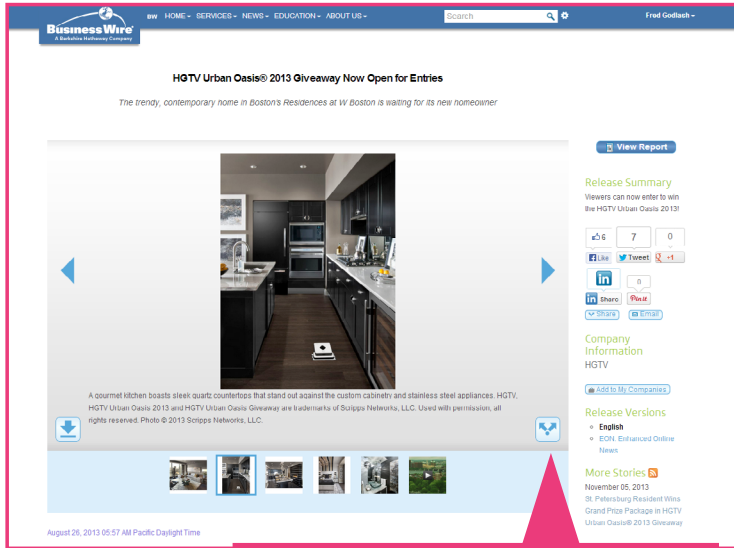 BUSINESS WIRE
A Berkshire Hathaway Company
BW HOME SERVICES NEWS EDUCATION ABOUT US
Search
Fred Godlash
HGTV Urban Oasis® 2013 Giveaway Now Open for Entries
The trendy, contemporary home in Boston's Residences at W Boston is waiting for its new homeowner
A gourmet kitchen boasts sleek quartz countertops that stand out against the custom cabinetry and stainless steel appliances. HGTV,
HGTV Urban Oasis 2013 and HGTV Urban Oasis Giveaway are trademarks of Scripps Networks, LLC. Used with permission; all
rights reserved. Photo © 2013 Scripps Networks, LLC.
August 26, 2013 05:57 AM Pacific Daylight Time
View Report
Release Summary
Viewers can now enter to win
the HGTV Urban Oasis 2013!
6 7 0
Like Tweet +1
in 0
in Share Pin it
Share Email
Company
Information
HGTV
Add to My Companies
Release Versions
English
EON: Enhanced Online
News
More Stories
November 05, 2013
St. Petersburg Resident Wins
Grand Prize Package in HGTV
Urban Oasis® 2013 Giveaway